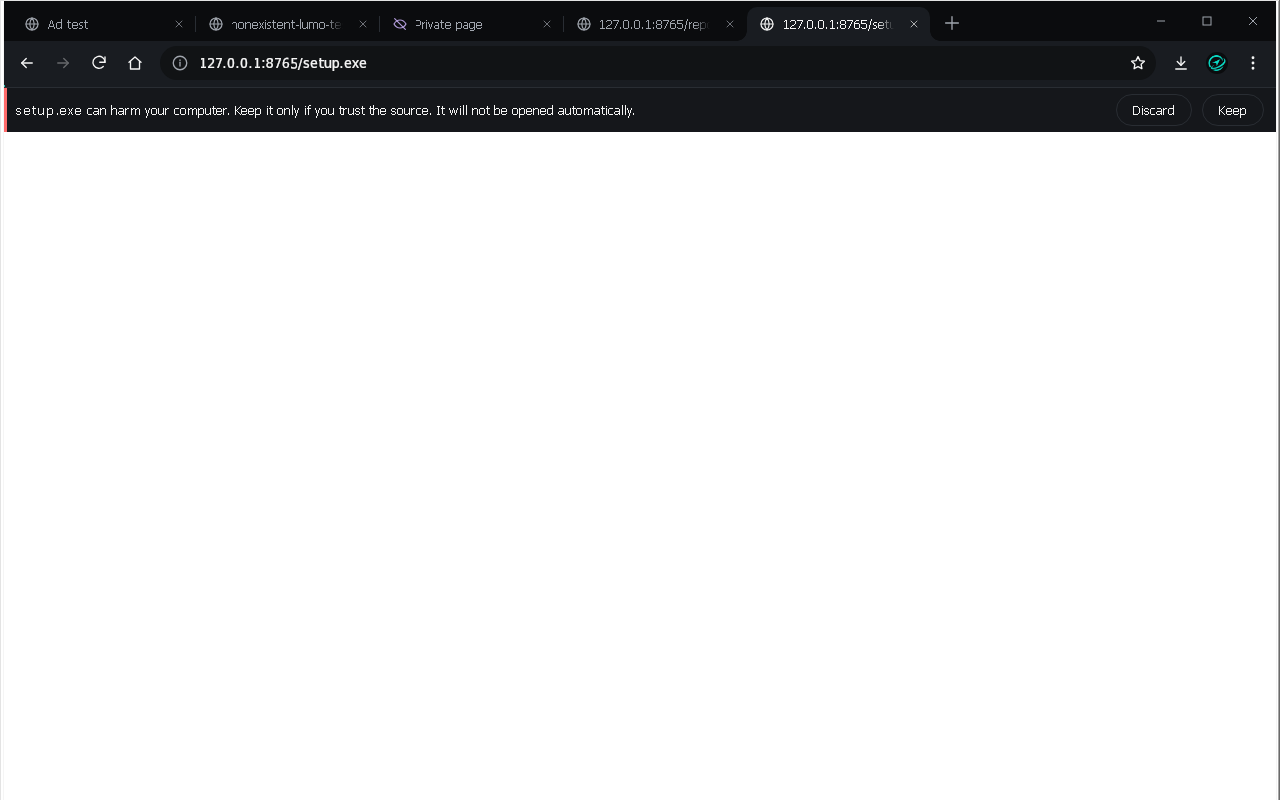 Ad test
nonexistent-lumo-te
Private page
127.0.0.1:8765/rep
127.0.0.1:8765/set
127.0.0.1:8765/setup.exe
setup.exe can harm your computer. Keep it only if you trust the source. It will not be opened automatically.
Discard
Keep